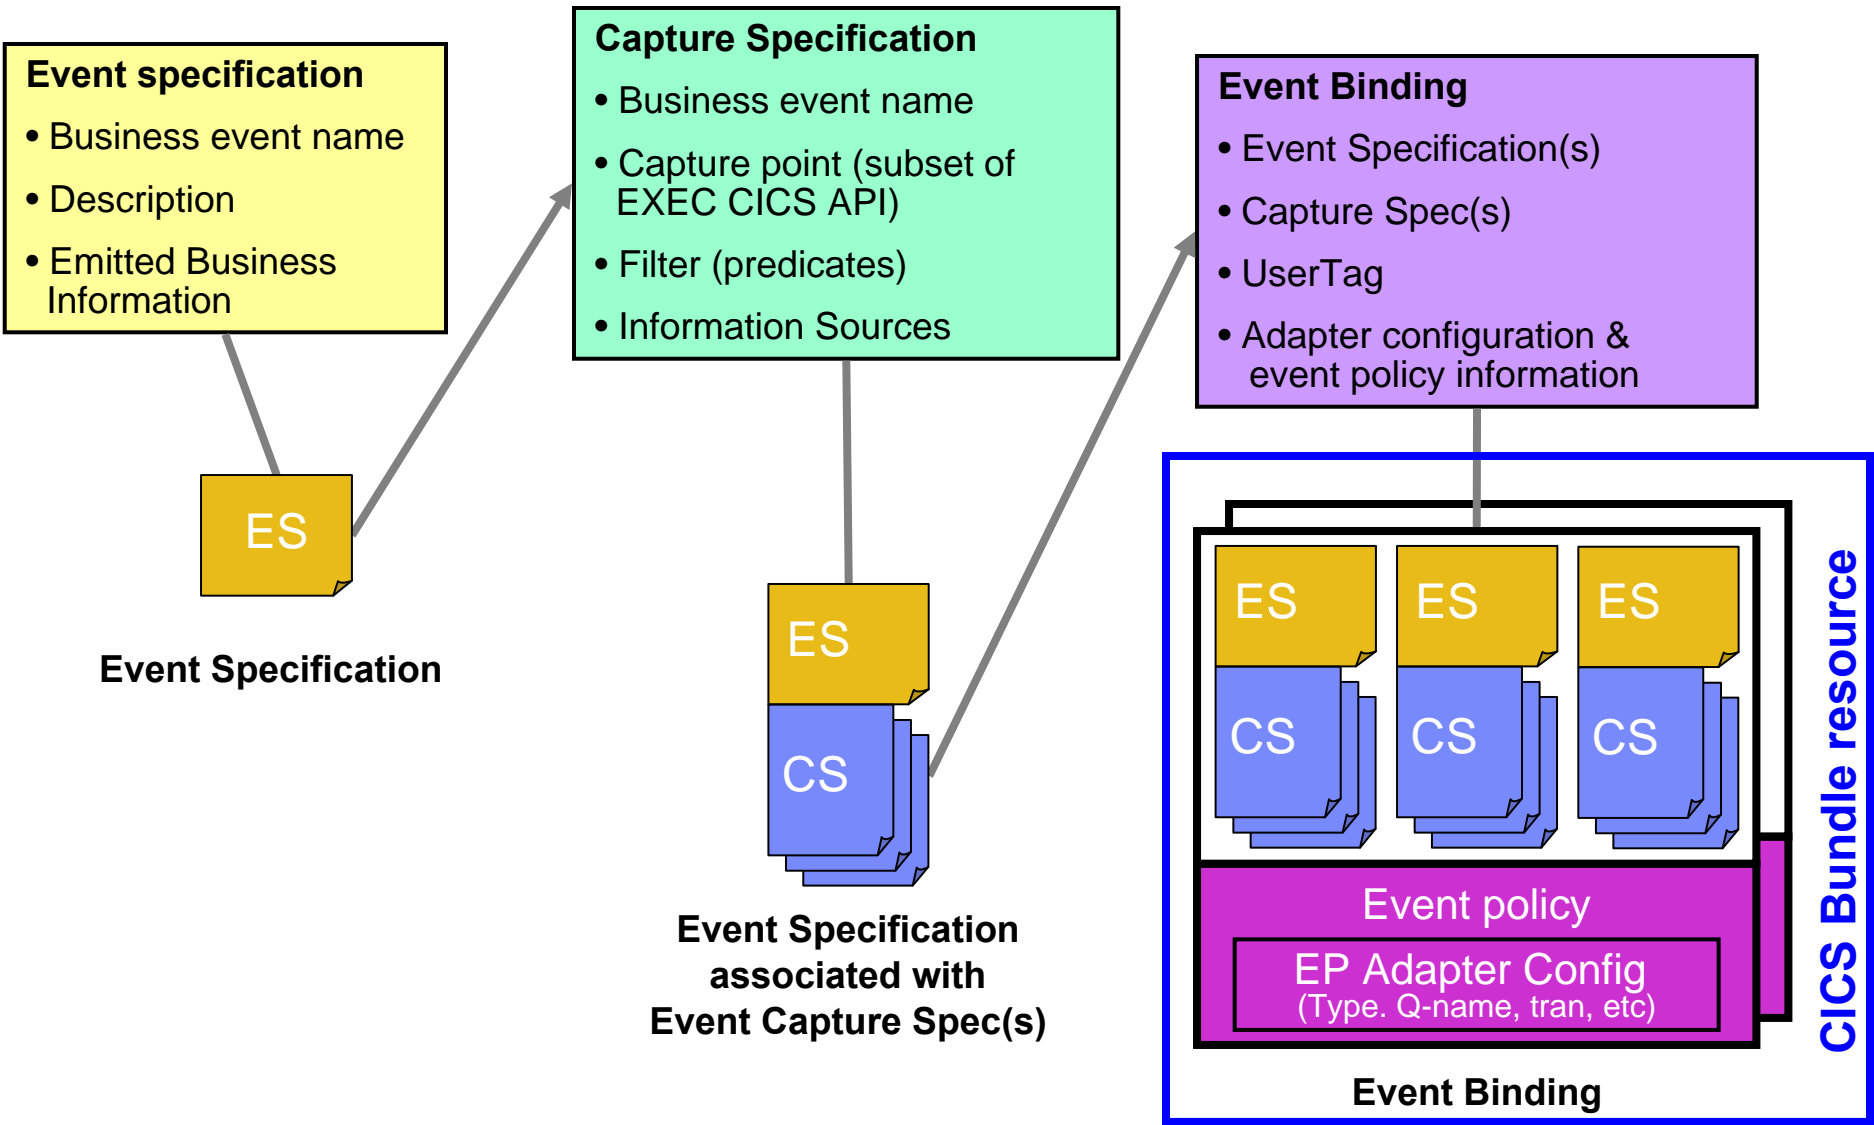 Event specification
• Business event name
• Description
• Emitted Business
Information
Capture Specification
• Business event name
• Capture point (subset of
EXEC CICS API)
• Filter (predicates)
• Information Sources
Event Binding
• Event Specification(s)
• Capture Spec(s)
• UserTag
• Adapter configuration &
event policy information
ES
Event Specification
ES
CS
Event Specification
associated with
Event Capture Spec(s)
ES ES ES
CS CS CS
Event policy
EP Adapter Config
(Type. Q-name, tran, etc)
Event Binding
CICS Bundle resource